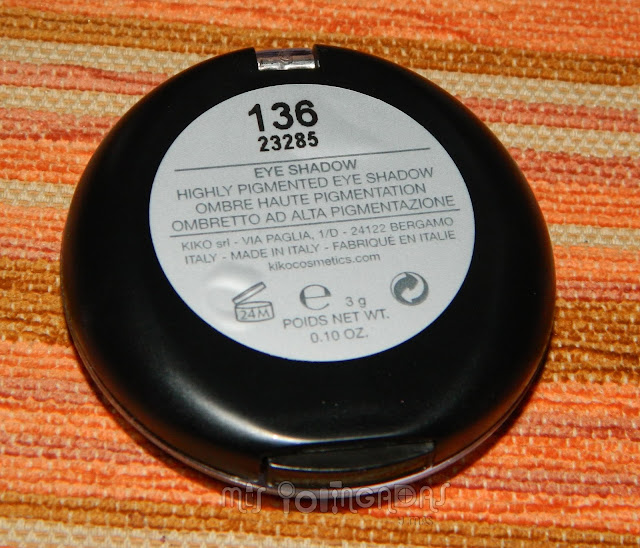 136
23285
EYE SHADOW
HIGHLY PIGMENTED EYE SHADOW
OMBRE HAUTE PIGMENTATION
OMBRETTO AD ALTA PIGMENTAZIONE
KIKO srl - VIA PAGLIA, 1/D - 24122 BERGAMO
ITALY - MADE IN ITALY - FABRIQUE EN ITALIE
kikocosmetics.com
24M e 3 g
POIDS NET WT.
0.10 OZ.
mis potingnons